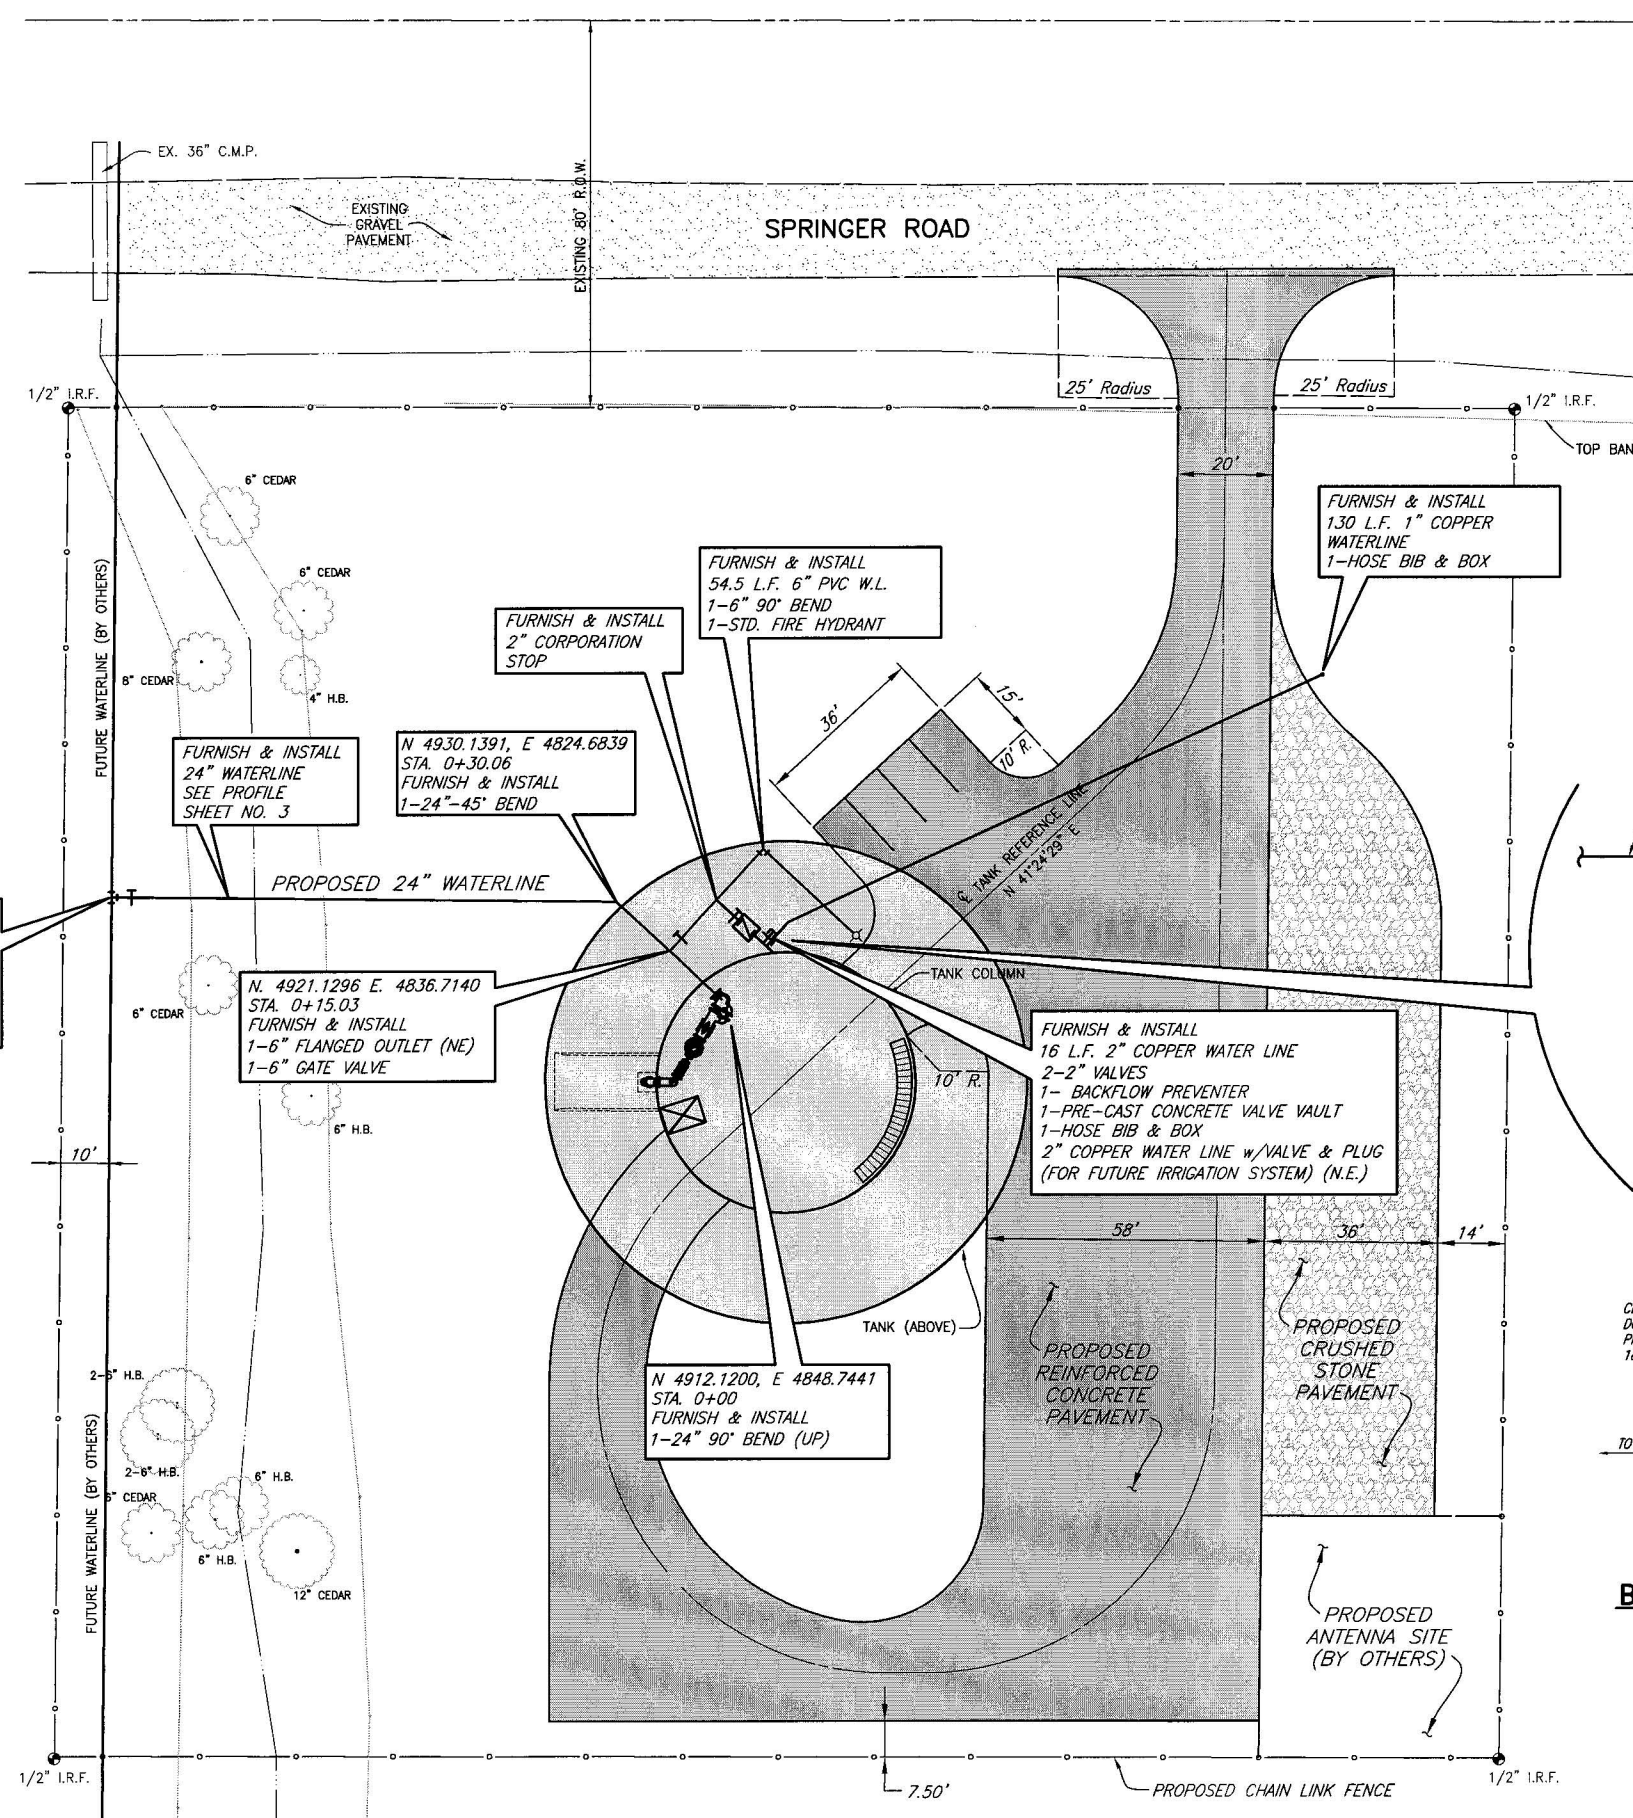 EX. 36" C.M.P.
EXISTING
GRAVEL
PAVEMENT
EXISTING 80' R.O.W.
SPRINGER ROAD
25' Radius
25' Radius
1/2" I.R.F.
1/2" I.R.F.
TOP BAN
20'
6" CEDAR
FURNISH & INSTALL
130 L.F. 1" COPPER
WATERLINE
1-HOSE BIB & BOX
FURNISH & INSTALL
54.5 L.F. 6" PVC W.L.
1-6" 90° BEND
1-STD. FIRE HYDRANT
FUTURE WATERLINE (BY OTHERS)
6" CEDAR
FURNISH & INSTALL
2" CORPORATION
STOP
8" CEDAR
4" H.B.
36'
15'
10' R.
FURNISH & INSTALL
24" WATERLINE
SEE PROFILE
SHEET NO. 3
N 4930.1391, E 4824.6839
STA. 0+30.06
FURNISH & INSTALL
1-24"-45° BEND
℄ TANK REFERENCE LINE
N 41°24'29" E
PROPOSED 24" WATERLINE
TANK COLUMN
6" CEDAR
N. 4921.1296 E. 4836.7140
STA. 0+15.03
FURNISH & INSTALL
1-6" FLANGED OUTLET (NE)
1-6" GATE VALVE
10' R.
FURNISH & INSTALL
16 L.F. 2" COPPER WATER LINE
2-2" VALVES
1- BACKFLOW PREVENTER
1-PRE-CAST CONCRETE VALVE VAULT
1-HOSE BIB & BOX
2" COPPER WATER LINE w/VALVE & PLUG
(FOR FUTURE IRRIGATION SYSTEM) (N.E.)
6" H.B.
10'
58'
36'
14'
TANK (ABOVE)
PROPOSED
REINFORCED
CONCRETE
PAVEMENT
PROPOSED
CRUSHED
STONE
PAVEMENT
2-6" H.B.
N 4912.1200, E 4848.7441
STA. 0+00
FURNISH & INSTALL
1-24" 90° BEND (UP)
FUTURE WATERLINE (BY OTHERS)
2-6" H.B.
6" H.B.
6" CEDAR
6" H.B.
12" CEDAR
TO
B
PROPOSED
ANTENNA SITE
(BY OTHERS)
1/2" I.R.F.
7.50'
PROPOSED CHAIN LINK FENCE
1/2" I.R.F.